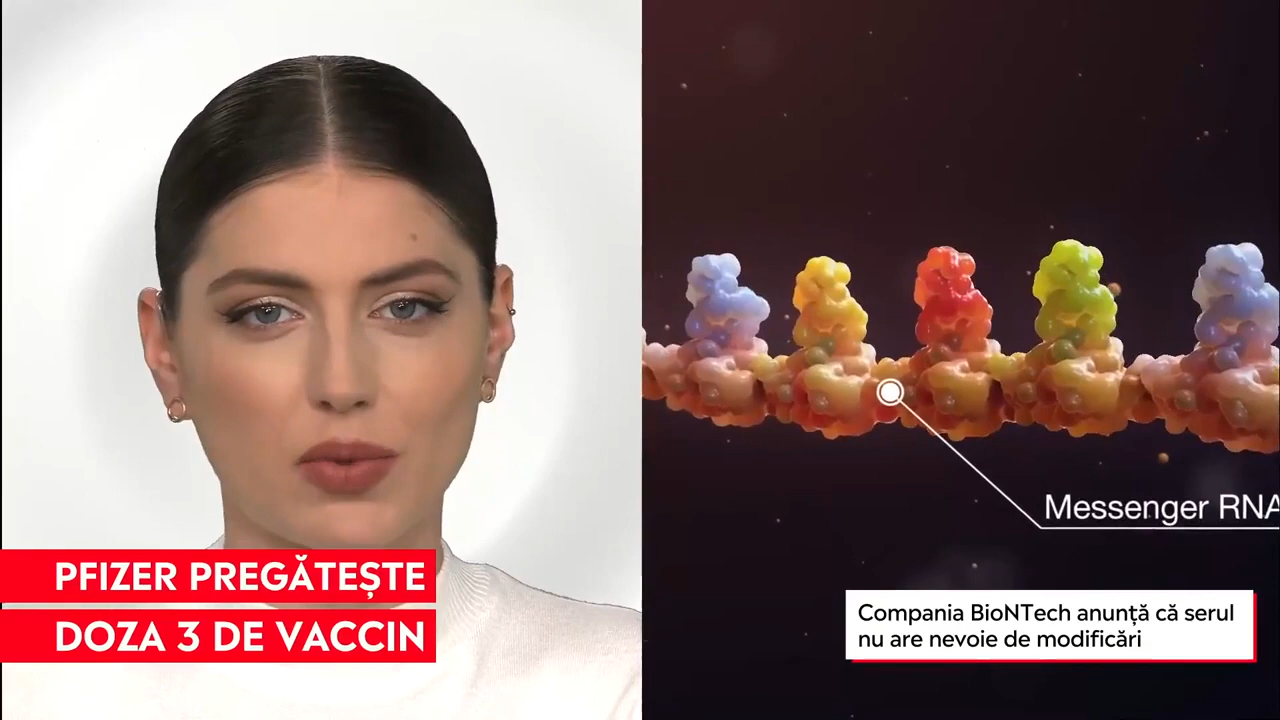 PFIZER PREGĂTEȘTE
DOZA 3 DE VACCIN
Messenger RNA
Compania BioNTech anunță că serul
nu are nevoie de modificări